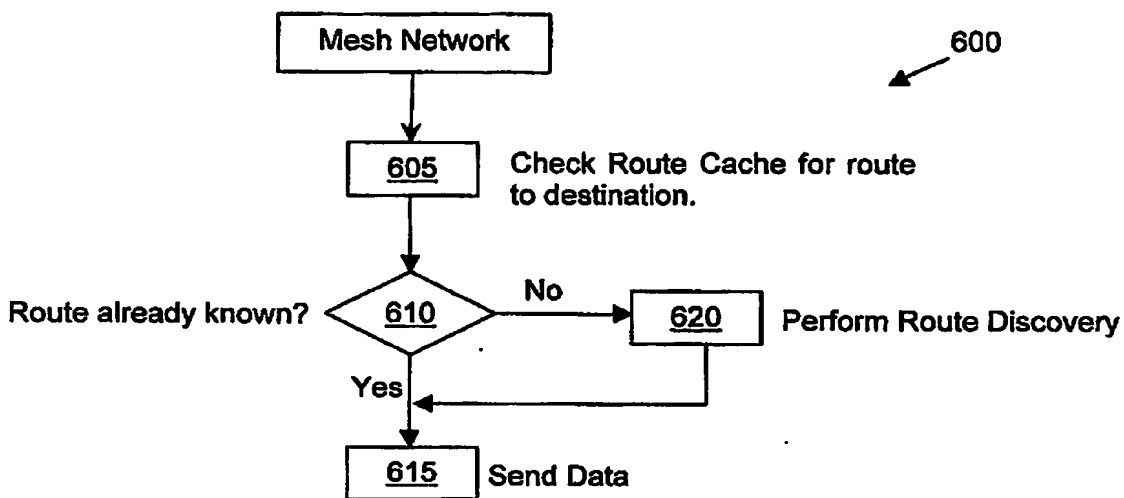 Mesh Network
600
605
Check Route Cache for route
to destination.
Route already known?
610
No
620
Perform Route Discovery
Yes
615
Send Data